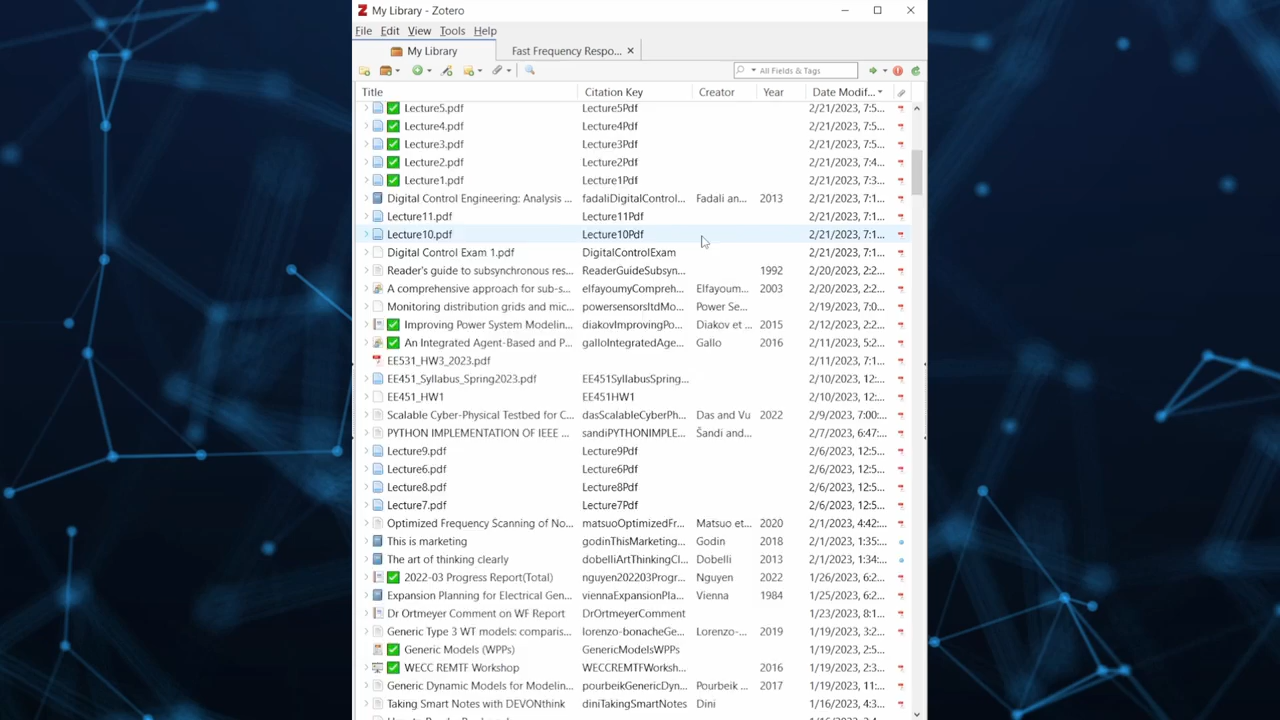 My Library - Zotero
File Edit View Tools Help
My Library Fast Frequency Respo...
All Fields & Tags
Title Citation Key Creator Year Date Modif...
Lecture5.pdf Lecture5Pdf 2/21/2023, 7:5...
Lecture4.pdf Lecture4Pdf 2/21/2023, 7:5...
Lecture3.pdf Lecture3Pdf 2/21/2023, 7:5...
Lecture2.pdf Lecture2Pdf 2/21/2023, 7:4...
Lecture1.pdf Lecture1Pdf 2/21/2023, 7:3...
Digital Control Engineering: Analysis ... fadaliDigitalControl... Fadali an... 2013 2/21/2023, 7:1...
Lecture11.pdf Lecture11Pdf 2/21/2023, 7:1...
Lecture10.pdf Lecture10Pdf 2/21/2023, 7:1...
Digital Control Exam 1.pdf DigitalControlExam 2/21/2023, 7:1...
Reader's guide to subsynchronous res... ReaderGuideSubsyn... 1992 2/20/2023, 2:2...
A comprehensive approach for sub-s... elfayoumyCompreh... Elfayoum... 2003 2/20/2023, 2:2...
Monitoring distribution grids and mic... powersensorsltdMo... Power Se... 2/19/2023, 7:0...
Improving Power System Modelin... diakovImprovingPo... Diakov et ... 2015 2/12/2023, 2:2...
An Integrated Agent-Based and P... galloIntegratedAge... Gallo 2016 2/11/2023, 5:2...
EE531_HW3_2023.pdf 2/11/2023, 7:1...
EE451_Syllabus_Spring2023.pdf EE451SyllabusSpring... 2/10/2023, 12:...
EE451_HW1 EE451HW1 2/10/2023, 12:...
Scalable Cyber-Physical Testbed for C... dasScalableCyberPh... Das and Vu 2022 2/9/2023, 7:00:...
PYTHON IMPLEMENTATION OF IEEE ... sandiPYTHONIMPLE... Šandi and... 2/7/2023, 6:47:...
Lecture9.pdf Lecture9Pdf 2/6/2023, 12:5...
Lecture6.pdf Lecture6Pdf 2/6/2023, 12:5...
Lecture8.pdf Lecture8Pdf 2/6/2023, 12:5...
Lecture7.pdf Lecture7Pdf 2/6/2023, 12:5...
Optimized Frequency Scanning of No... matsuoOptimizedFr... Matsuo et... 2020 2/1/2023, 4:42:...
This is marketing godinThisMarketing... Godin 2018 2/1/2023, 1:35:...
The art of thinking clearly dobelliArtThinkingCl... Dobelli 2013 2/1/2023, 1:34:...
2022-03 Progress Report(Total) nguyen202203Progr... Nguyen 2022 1/26/2023, 6:2...
Expansion Planning for Electrical Gen... viennaExpansionPla... Vienna 1984 1/25/2023, 6:2...
Dr Ortmeyer Comment on WF Report DrOrtmeyerComment 1/23/2023, 8:1...
Generic Type 3 WT models: comparis... lorenzo-bonacheGe... Lorenzo-... 2019 1/19/2023, 3:2...
Generic Models (WPPs) GenericModelsWPPs 1/19/2023, 2:5...
WECC REMTF Workshop WECCREMTFWorksh... 2016 1/19/2023, 2:3...
Generic Dynamic Models for Modelin... pourbeikGenericDyn... Pourbeik ... 2017 1/19/2023, 11:...
Taking Smart Notes with DEVONthink diniTakingSmartNotes Dini 1/16/2023, 4:3...